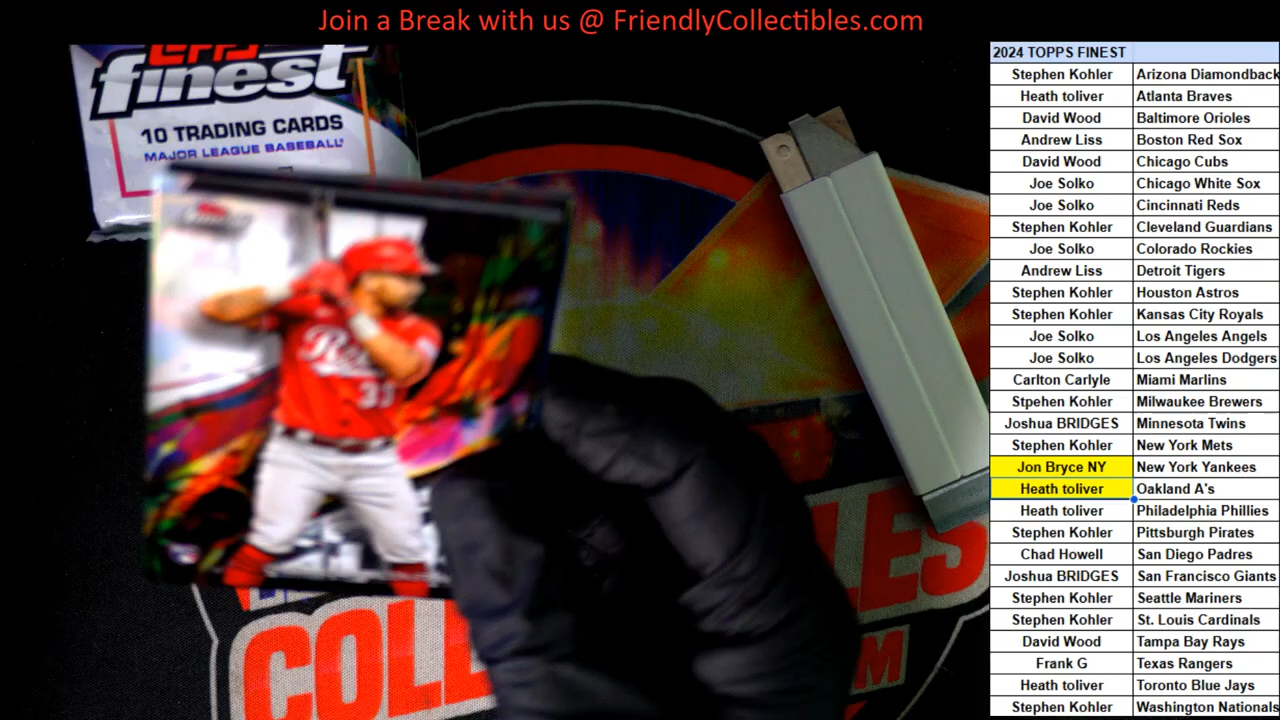 Join a Break with us @ FriendlyCollectibles.com
finest
10 TRADING CARDS
MAJOR LEAGUE BASEBALL
Reds
COLL
LES
M
2024 TOPPS FINEST
Stephen Kohler Arizona Diamondback
Heath toliver Atlanta Braves
David Wood Baltimore Orioles
Andrew Liss Boston Red Sox
David Wood Chicago Cubs
Joe Solko Chicago White Sox
Joe Solko Cincinnati Reds
Stephen Kohler Cleveland Guardians
Joe Solko Colorado Rockies
Andrew Liss Detroit Tigers
Stephen Kohler Houston Astros
Stephen Kohler Kansas City Royals
Joe Solko Los Angeles Angels
Joe Solko Los Angeles Dodgers
Carlton Carlyle Miami Marlins
Stpehen Kohler Milwaukee Brewers
Joshua BRIDGES Minnesota Twins
Stephen Kohler New York Mets
Jon Bryce NY New York Yankees
Heath toliver Oakland A's
Heath toliver Philadelphia Phillies
Stephen Kohler Pittsburgh Pirates
Chad Howell San Diego Padres
Joshua BRIDGES San Francisco Giants
Stephen Kohler Seattle Mariners
Stephen Kohler St. Louis Cardinals
David Wood Tampa Bay Rays
Frank G Texas Rangers
Heath toliver Toronto Blue Jays
Stephen Kohler Washington Nationals